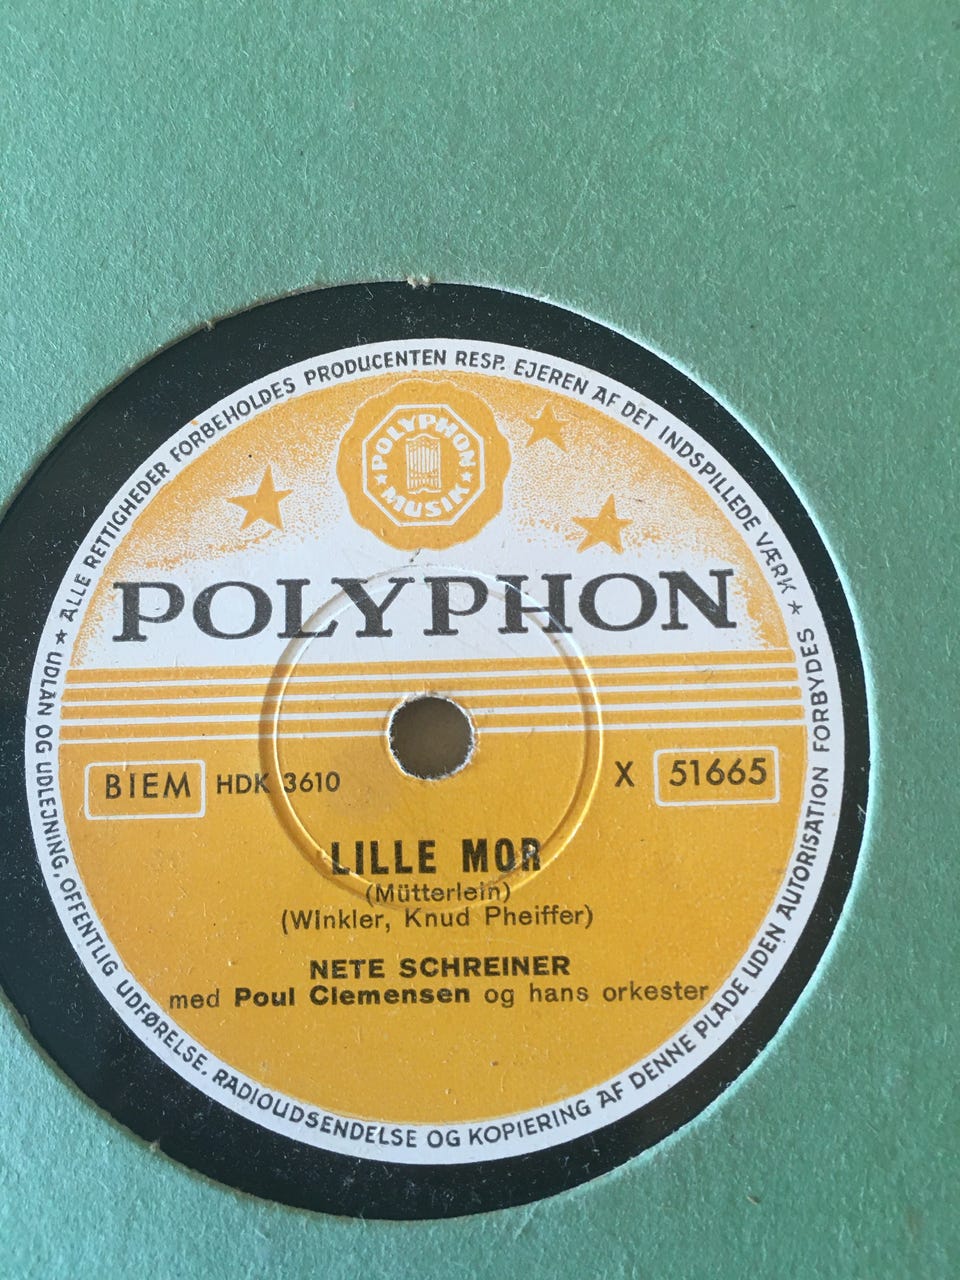 ★ ALLE RETTIGHEDER FORBEHOLDES PRODUCENTEN RESP. EJEREN AF DET INDSPILLEDE VÆRK ★
UDLÅN OG UDLEJNING, OFFENTLIG UDFØRELSE, RADIOUDSENDELSE OG KOPIERING AF DENNE PLADE UDEN AUTORISATION FORBYDES
POLYPHON
★ MUSIK ★
POLYPHON
BIEM HDK 3610 X 51665
LILLE MOR
(Mütterlein)
(Winkler, Knud Pheiffer)
NETE SCHREINER
med Poul Clemensen og hans orkester